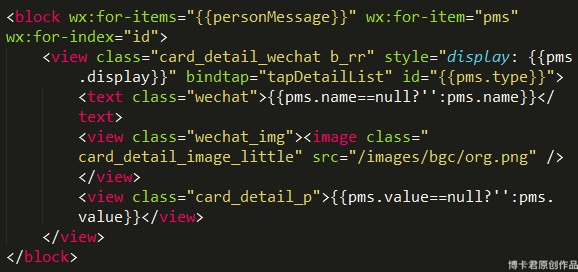 <block wx:for-items="{{personMessage}}" wx:for-item="pms"
wx:for-index="id">
<view class="card_detail_wechat b_rr" style="display: {{pms
.display}}" bindtap="tapDetailList" id="{{pms.type}}">
<text class="wechat">{{pms.name==null?'':pms.name}}</
text>
<view class="wechat_img"><image class="
card_detail_image_little" src="/images/bgc/org.png" />
</view>
<view class="card_detail_p">{{pms.value==null?'':pms.
value}}</view>
</view>
</block>
博卡君原创作品